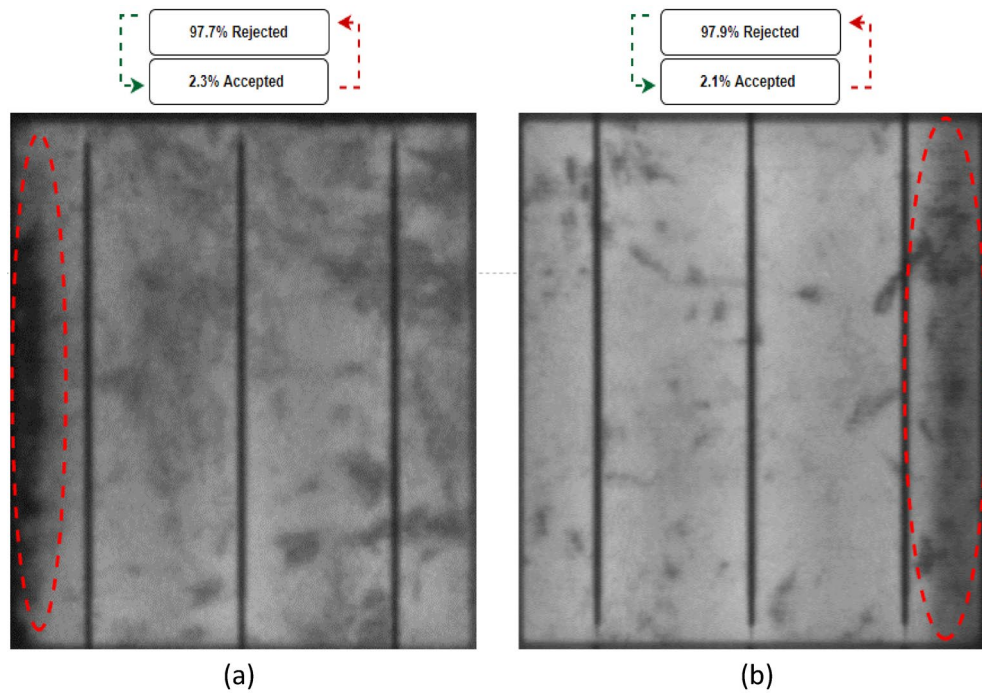 97.7% Rejected
2.3% Accepted
97.9% Rejected
2.1% Accepted
(a)
(b)